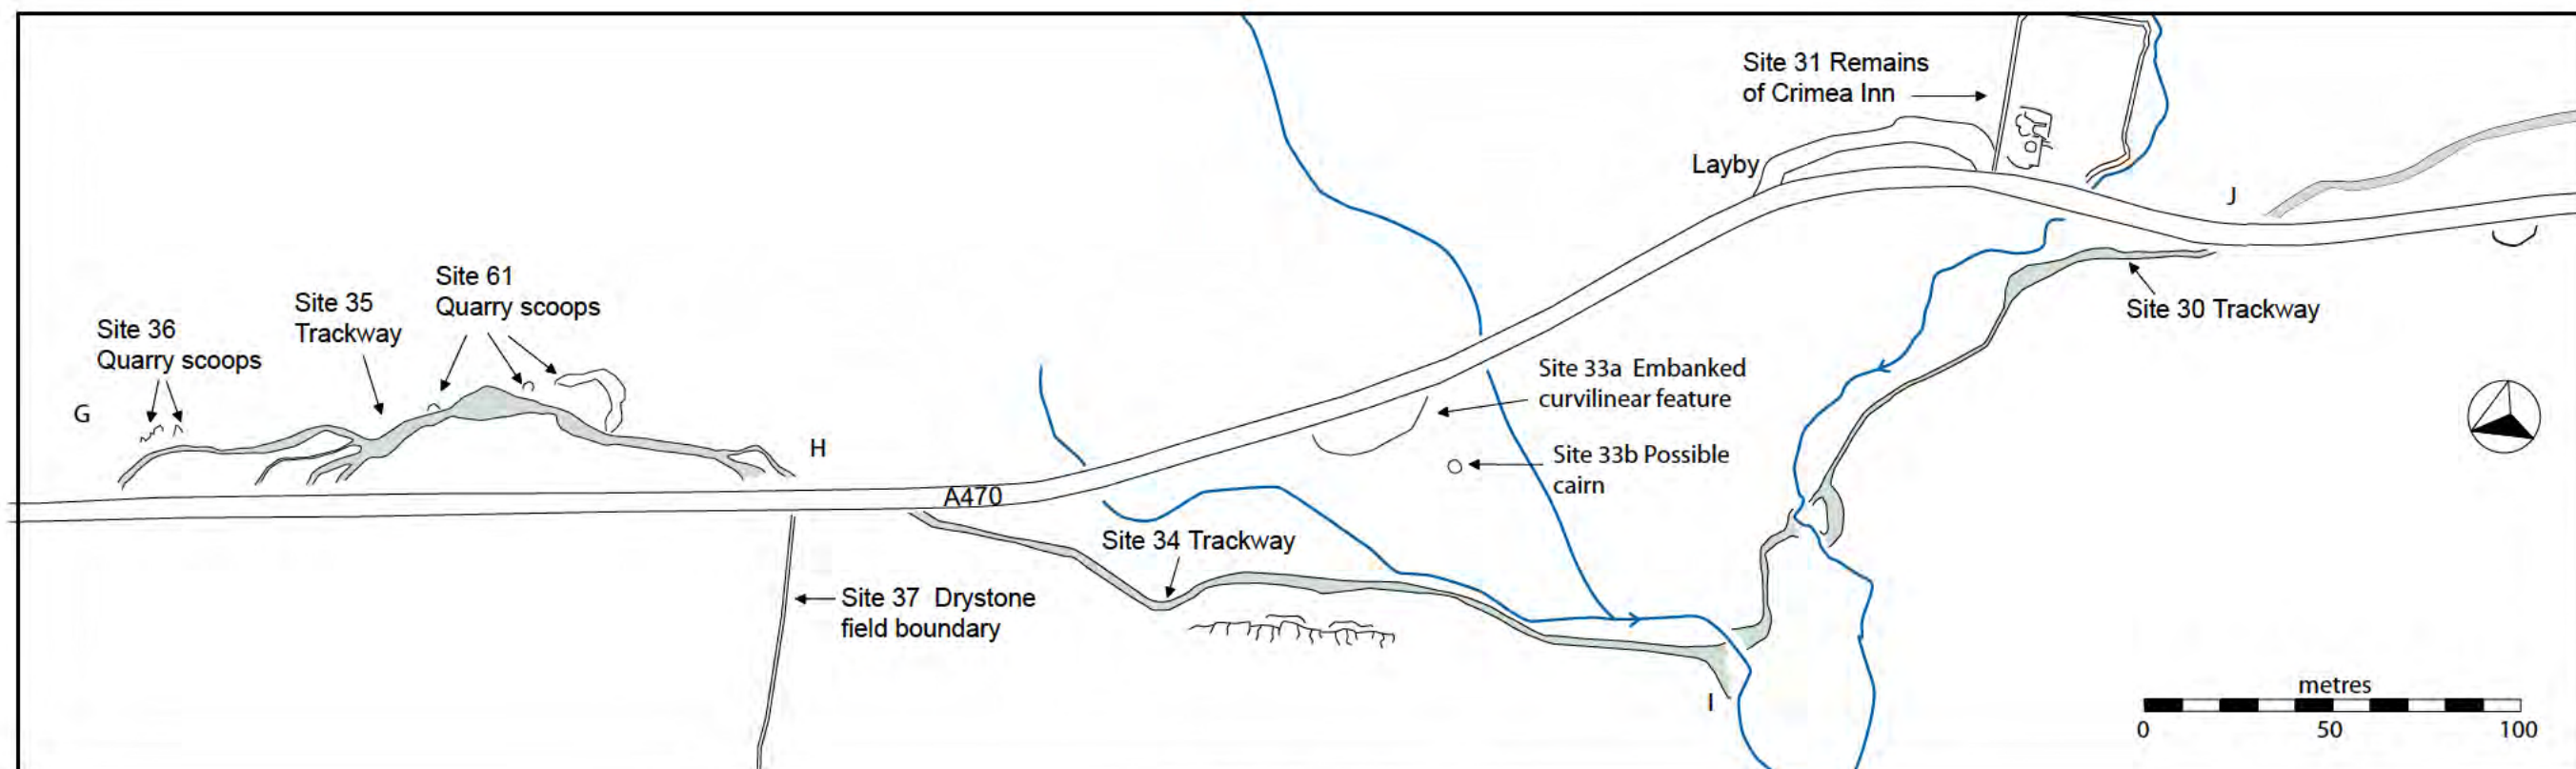 Site 31 Remains
of Crimea Inn
Layby
J
Site 61
Quarry scoops
Site 35
Trackway
Site 36
Quarry scoops
G
H
Site 30 Trackway
Site 33a Embanked
curvilinear feature
Site 33b Possible
cairn
A470
Site 34 Trackway
Site 37 Drystone
field boundary
I
metres
0 50 100